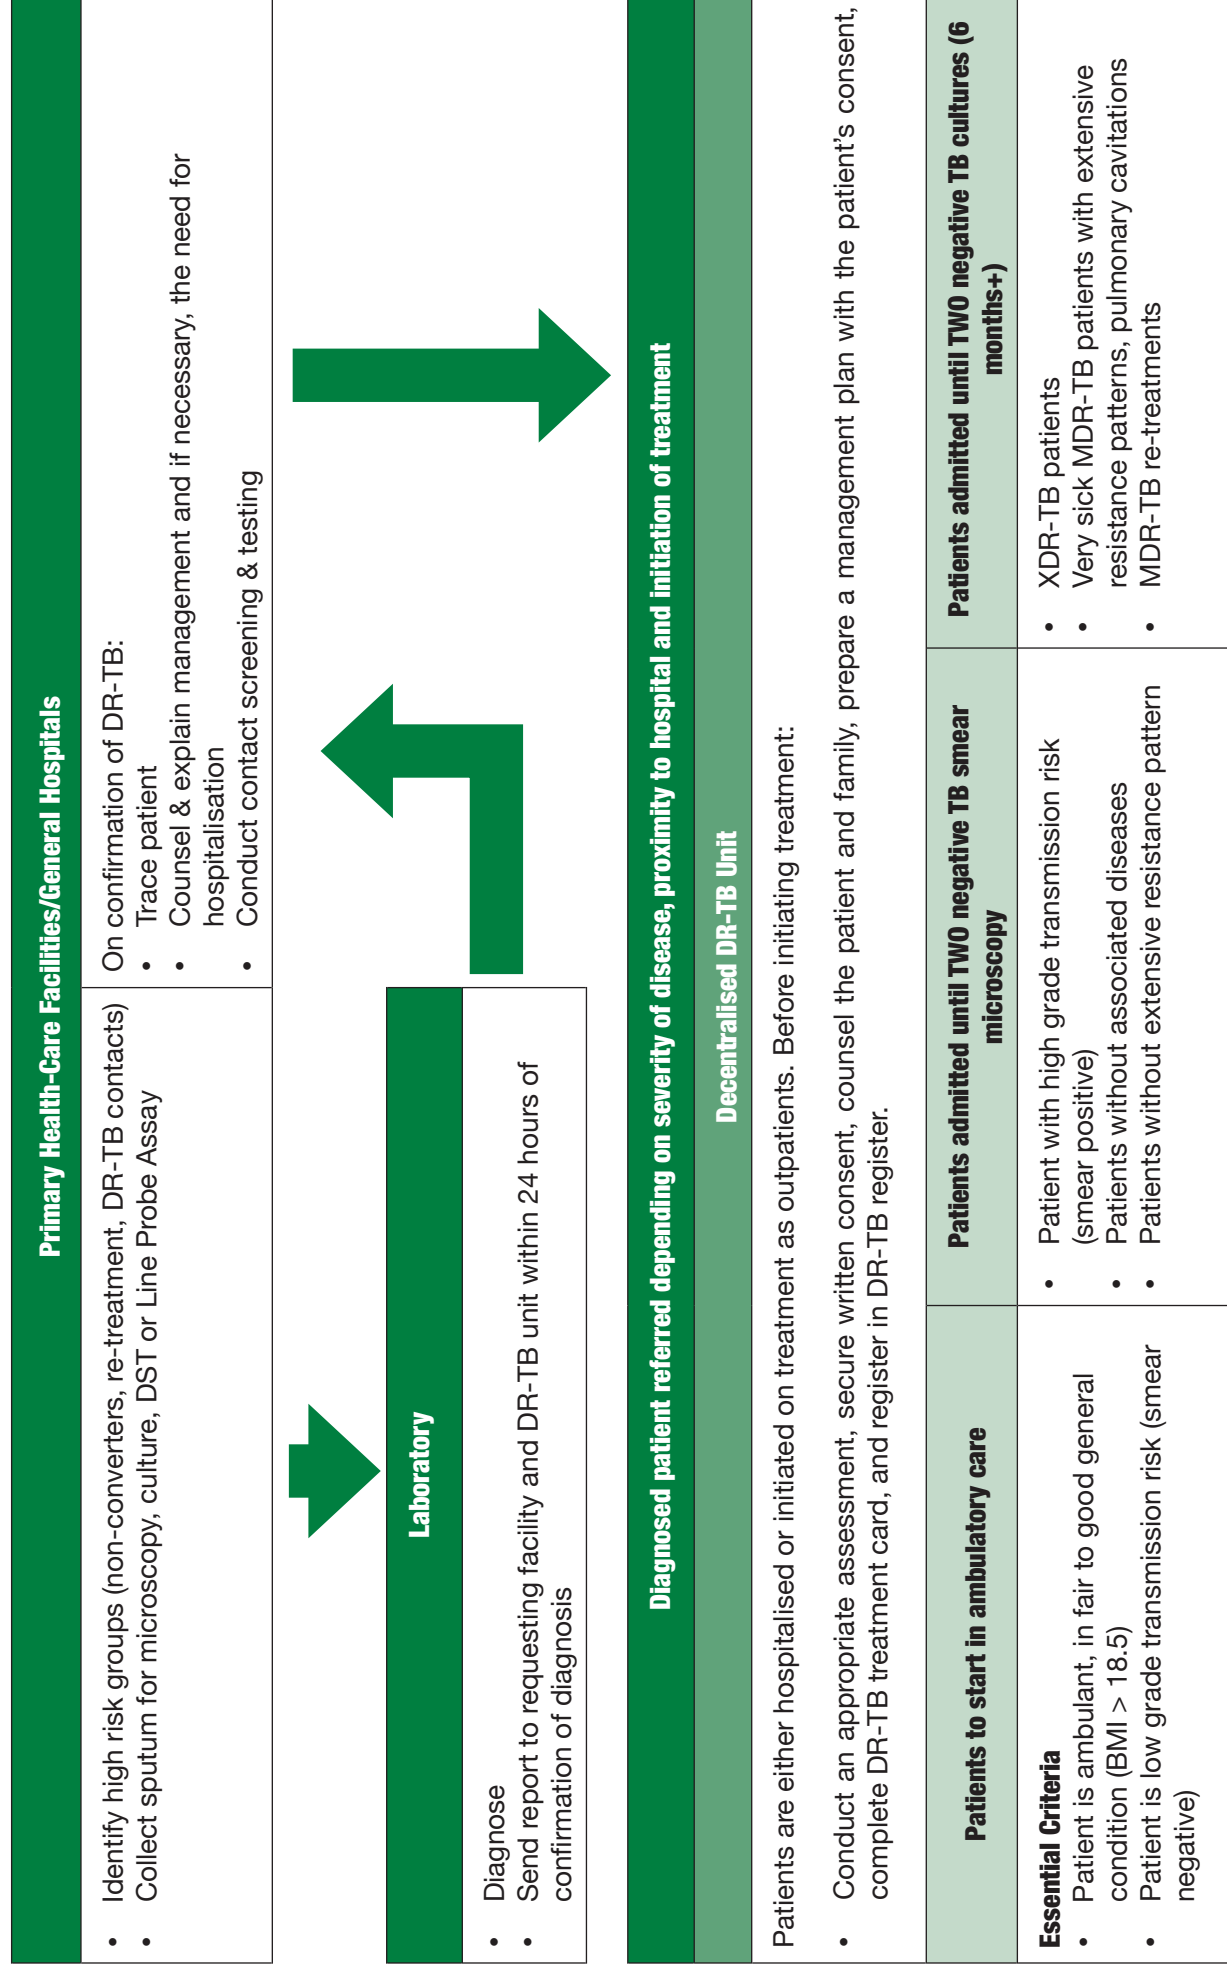 Primary Health-Care Facilities/General Hospitals
• Identify high risk groups (non-converters, re-treatment, DR-TB contacts)
• Collect sputum for microscopy, culture, DST or Line Probe Assay
On confirmation of DR-TB:
• Trace patient
• Counsel & explain management and if necessary, the need for
hospitalisation
• Conduct contact screening & testing
Laboratory
• Diagnose
• Send report to requesting facility and DR-TB unit within 24 hours of
confirmation of diagnosis
Diagnosed patient referred depending on severity of disease, proximity to hospital and initiation of treatment
Decentralised DR-TB Unit
Patients are either hospitalised or initiated on treatment as outpatients. Before initiating treatment:
• Conduct an appropriate assessment, secure written consent, counsel the patient and family, prepare a management plan with the patient's consent,
complete DR-TB treatment card, and register in DR-TB register.
Patients to start in ambulatory care
Essential Criteria
• Patient is ambulant, in fair to good general
condition (BMI > 18.5)
• Patient is low grade transmission risk (smear
negative)
Patients admitted until TWO negative TB smear
microscopy
• Patient with high grade transmission risk
(smear positive)
• Patients without associated diseases
• Patients without extensive resistance pattern
Patients admitted until TWO negative TB cultures (6
months+)
• XDR-TB patients
• Very sick MDR-TB patients with extensive
resistance patterns, pulmonary cavitations
• MDR-TB re-treatments